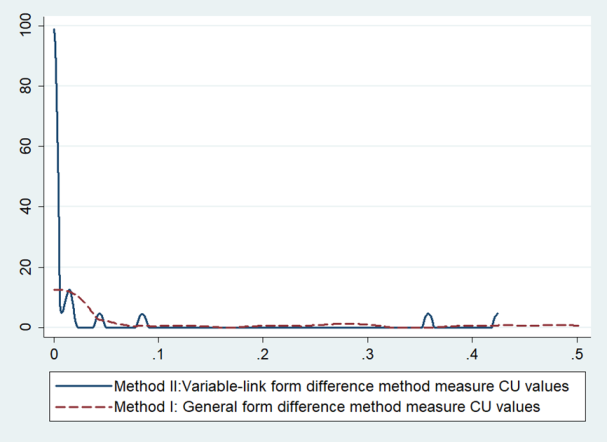 100
80
60
40
20
0
0 .1 .2 .3 .4 .5
Method II:Variable-link form difference method measure CU values
Method I: General form difference method measure CU values